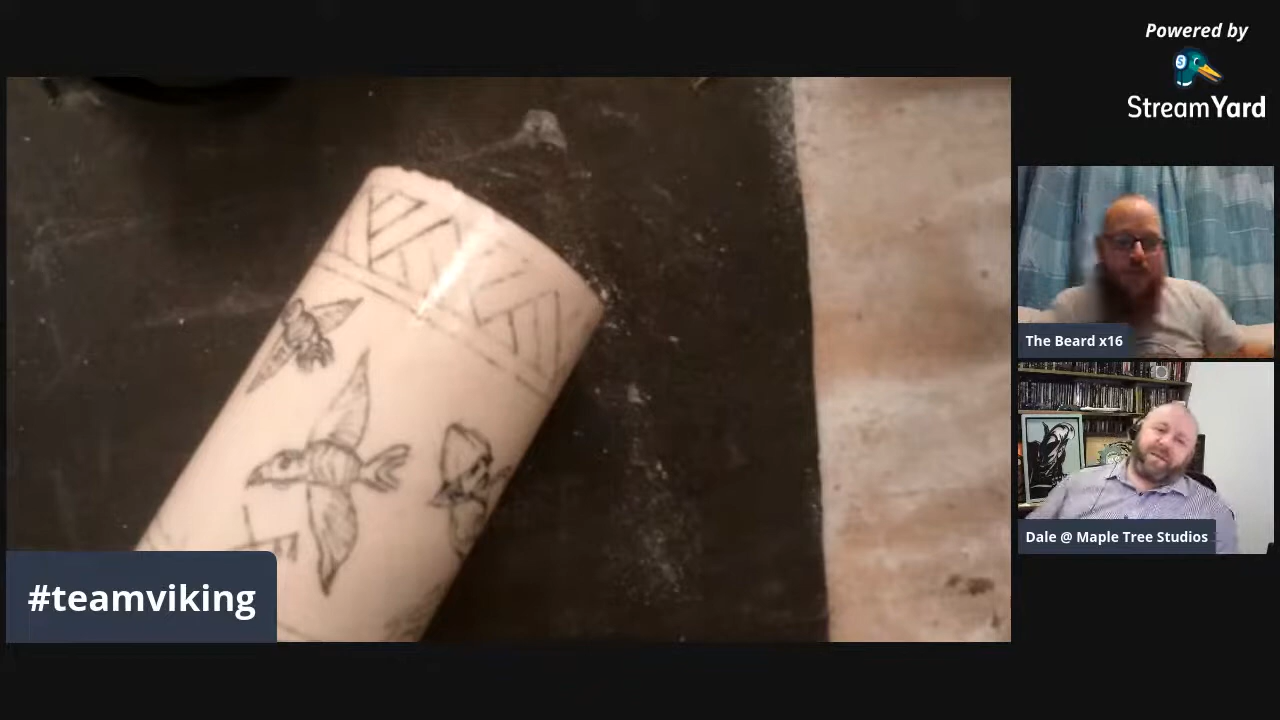 Powered by
StreamYard
The Beard x16
Dale @ Maple Tree Studios
#teamviking